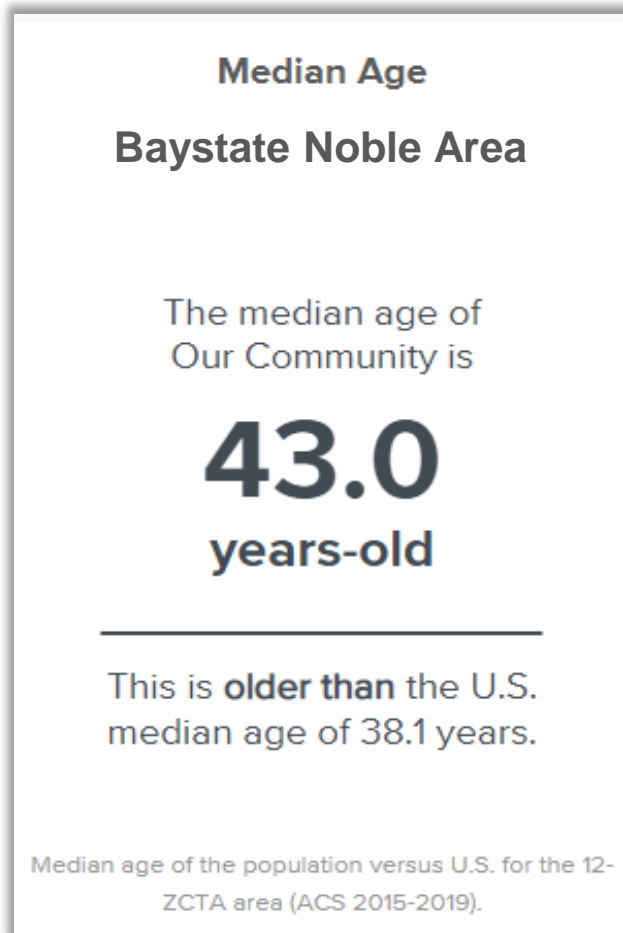 Median Age
Baystate Noble Area
The median age of
Our Community is
43.0
years-old
This is older than the U.S.
median age of 38.1 years.
Median age of the population versus U.S. for the 12-
ZCTA area (ACS 2015-2019).